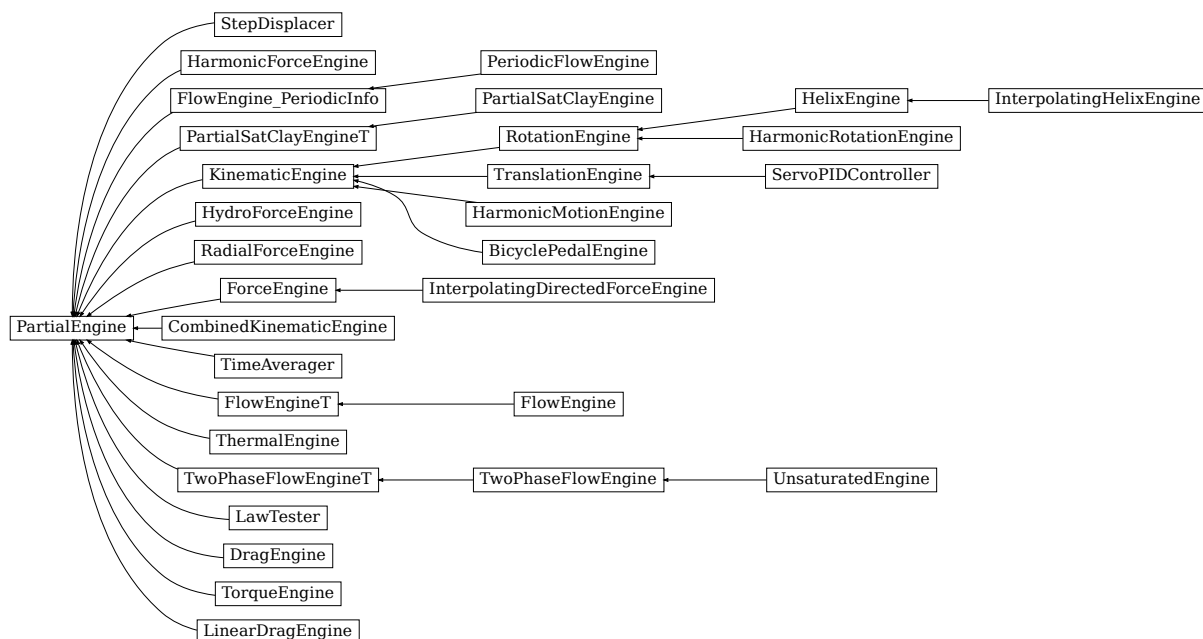 StepDisplacer
HarmonicForceEngine
PeriodicFlowEngine
FlowEngine_PeriodicInfo
PartialSatClayEngine
HelixEngine
InterpolatingHelixEngine
PartialSatClayEngineT
RotationEngine
HarmonicRotationEngine
KinematicEngine
TranslationEngine
ServoPIDController
HydroForceEngine
HarmonicMotionEngine
RadialForceEngine
BicyclePedalEngine
ForceEngine
InterpolatingDirectedForceEngine
PartialEngine
CombinedKinematicEngine
TimeAverager
FlowEngineT
FlowEngine
ThermalEngine
TwoPhaseFlowEngineT
TwoPhaseFlowEngine
UnsaturatedEngine
LawTester
DragEngine
TorqueEngine
LinearDragEngine